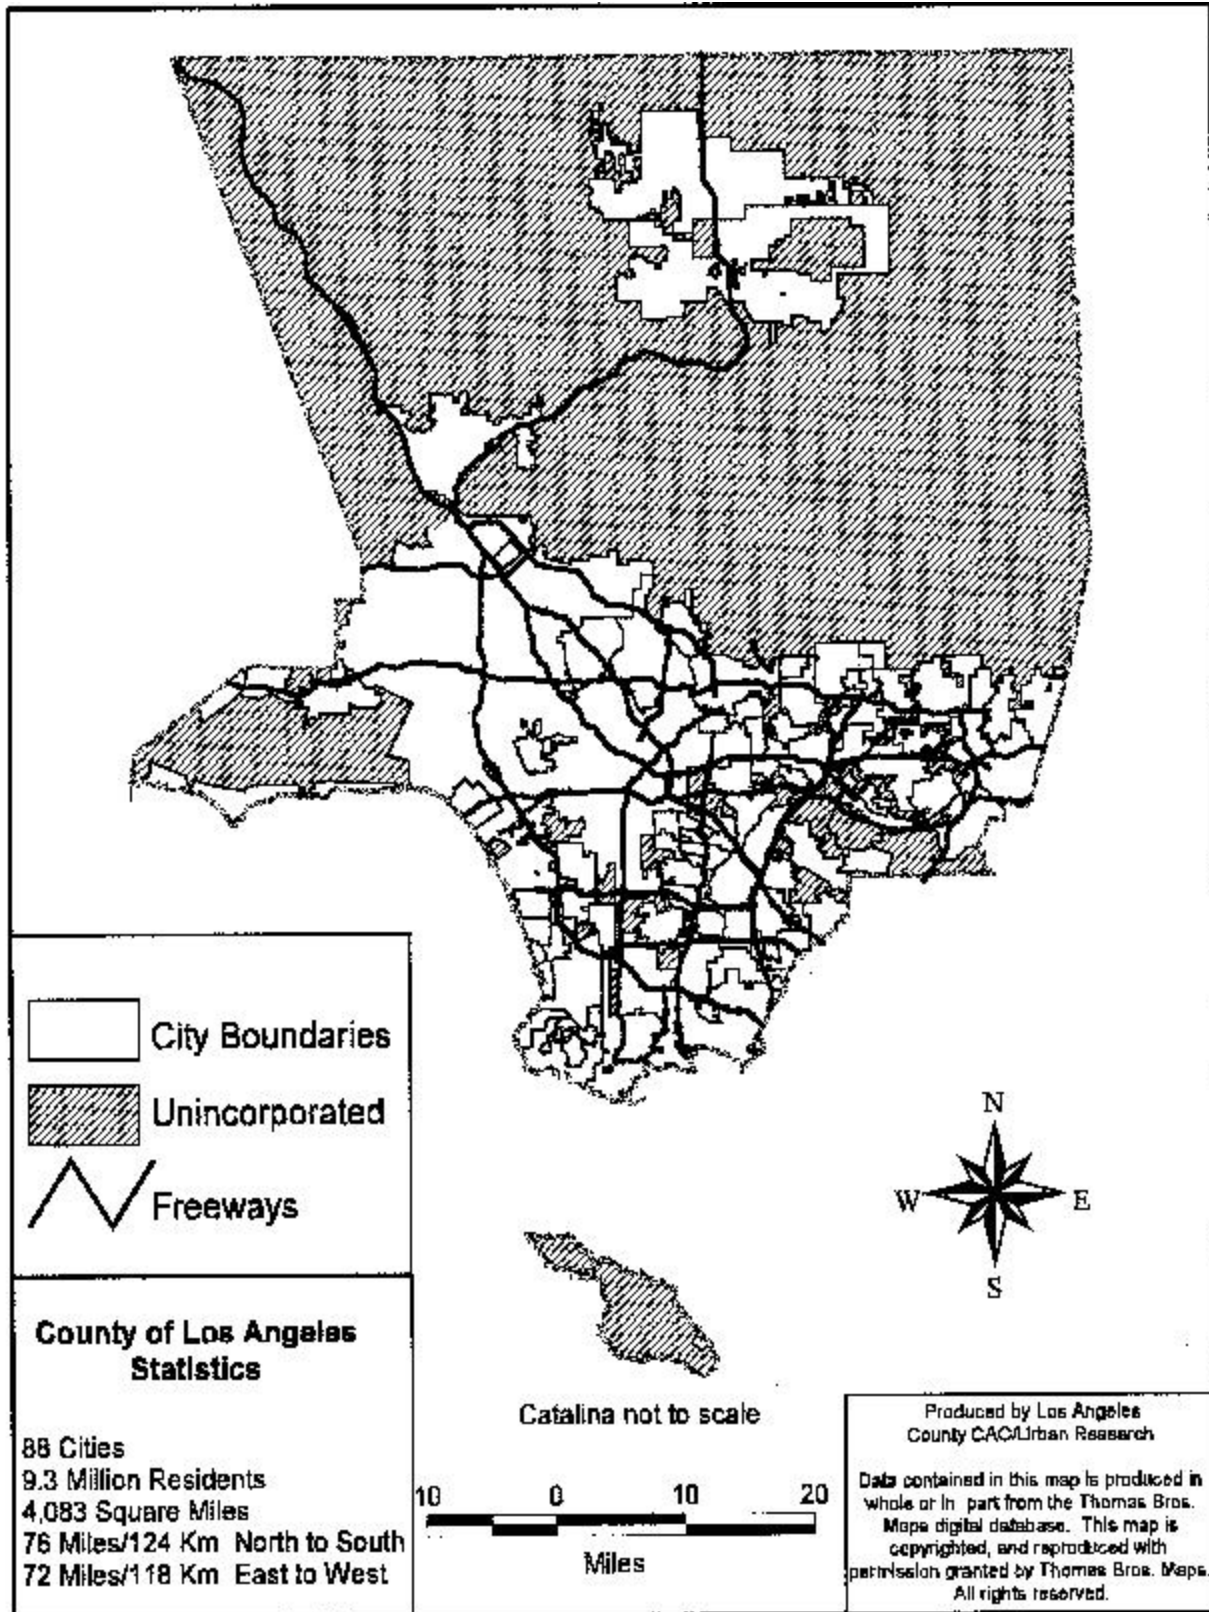 City Boundaries
Unincorporated
Freeways
N
W E
S
County of Los Angeles
Statistics
88 Cities
9.3 Million Residents
4,083 Square Miles
76 Miles/124 Km North to South
72 Miles/118 Km East to West
Catalina not to scale
10 0 10 20
Miles
Produced by Los Angeles
County CAO/Urban Research
Data contained in this map is produced in
whole or in part from the Thomas Bros.
Maps digital database. This map is
copyrighted, and reproduced with
permission granted by Thomas Bros. Maps.
All rights reserved.